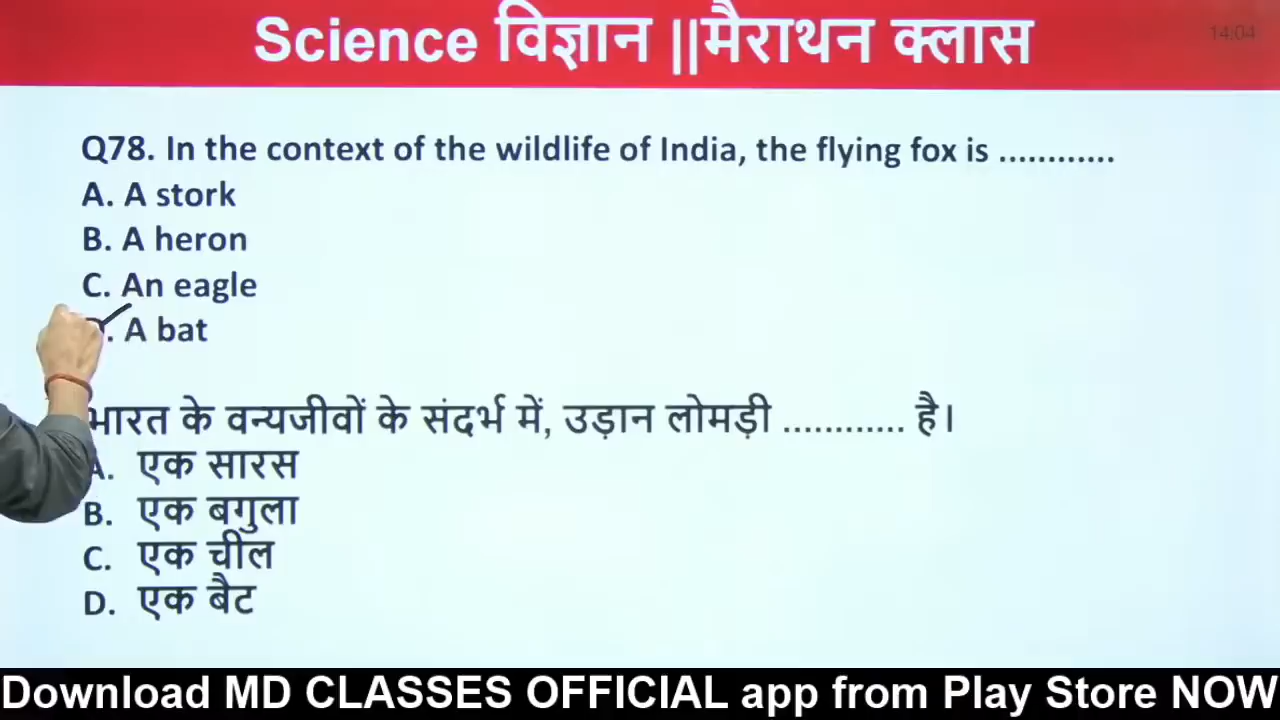 Science विज्ञान ||मैराथन क्लास
14:04
Q78. In the context of the wildlife of India, the flying fox is ............
A. A stork
B. A heron
C. An eagle
D. A bat
भारत के वन्यजीवों के संदर्भ में, उड़ान लोमड़ी ............ है।
A. एक सारस
B. एक बगुला
C. एक चील
D. एक बैट
Download MD CLASSES OFFICIAL app from Play Store NOW